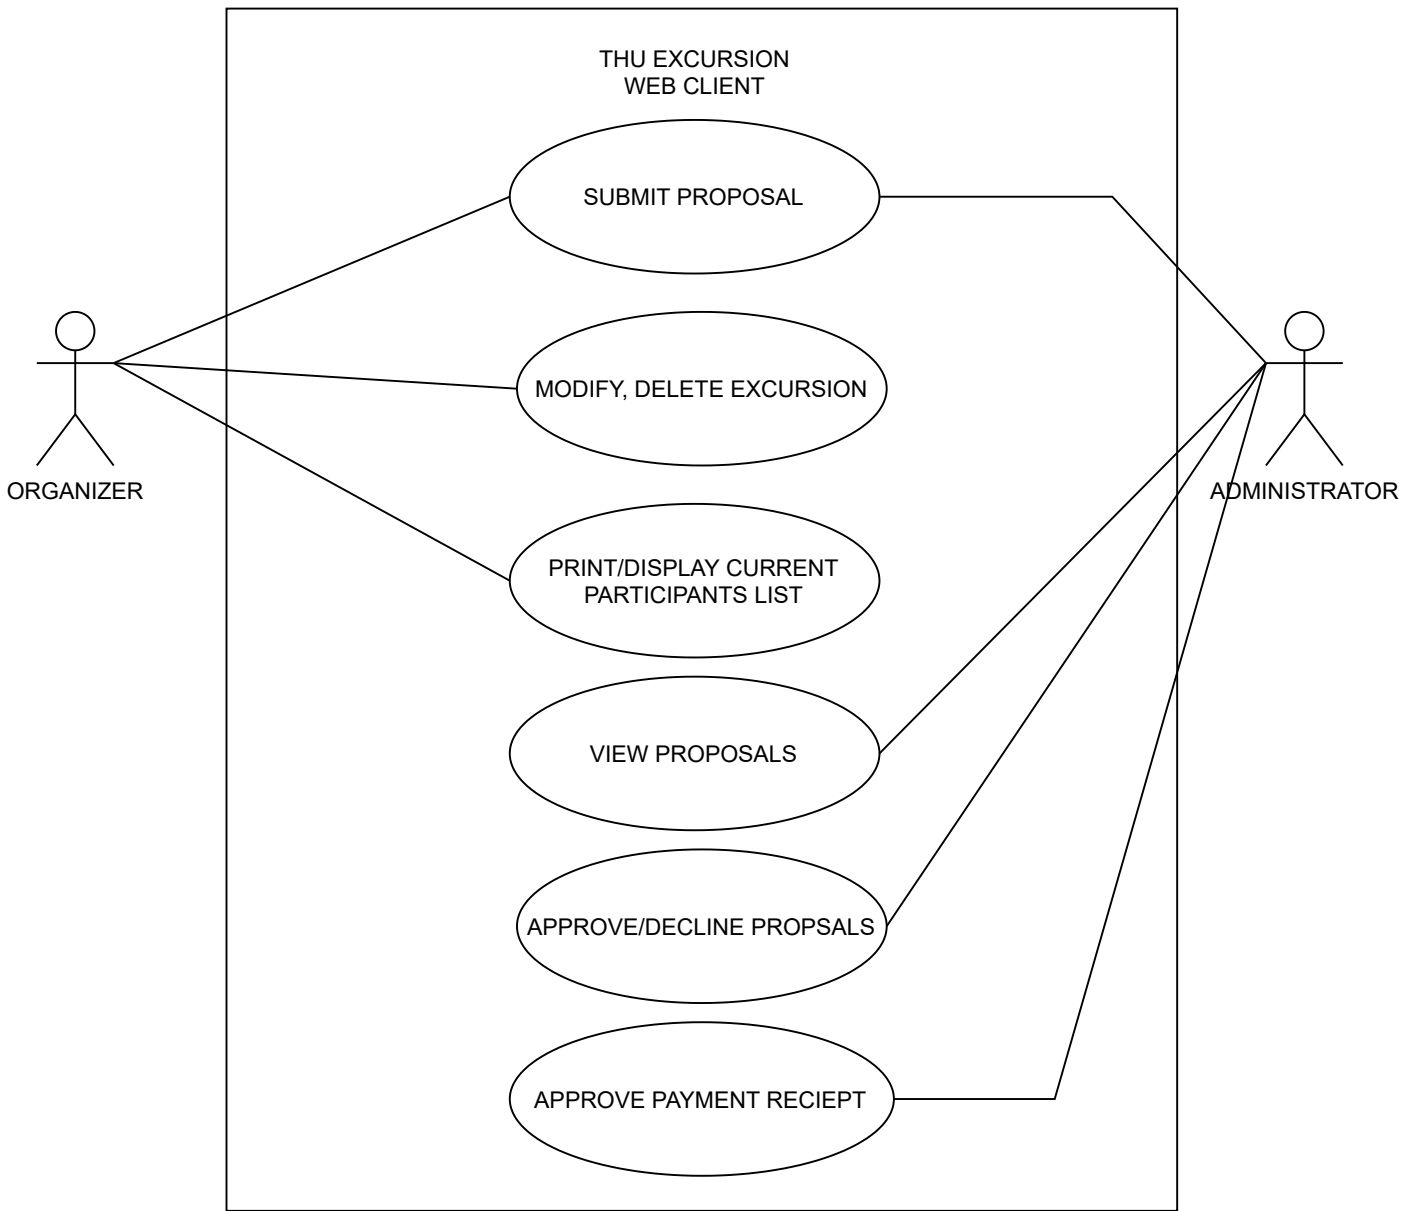 THU EXCURSION
WEB CLIENT
SUBMIT PROPOSAL
MODIFY, DELETE EXCURSION
ORGANIZER
ADMINISTRATOR
PRINT/DISPLAY CURRENT
PARTICIPANTS LIST
VIEW PROPOSALS
APPROVE/DECLINE PROPSALS
APPROVE PAYMENT RECIEPT